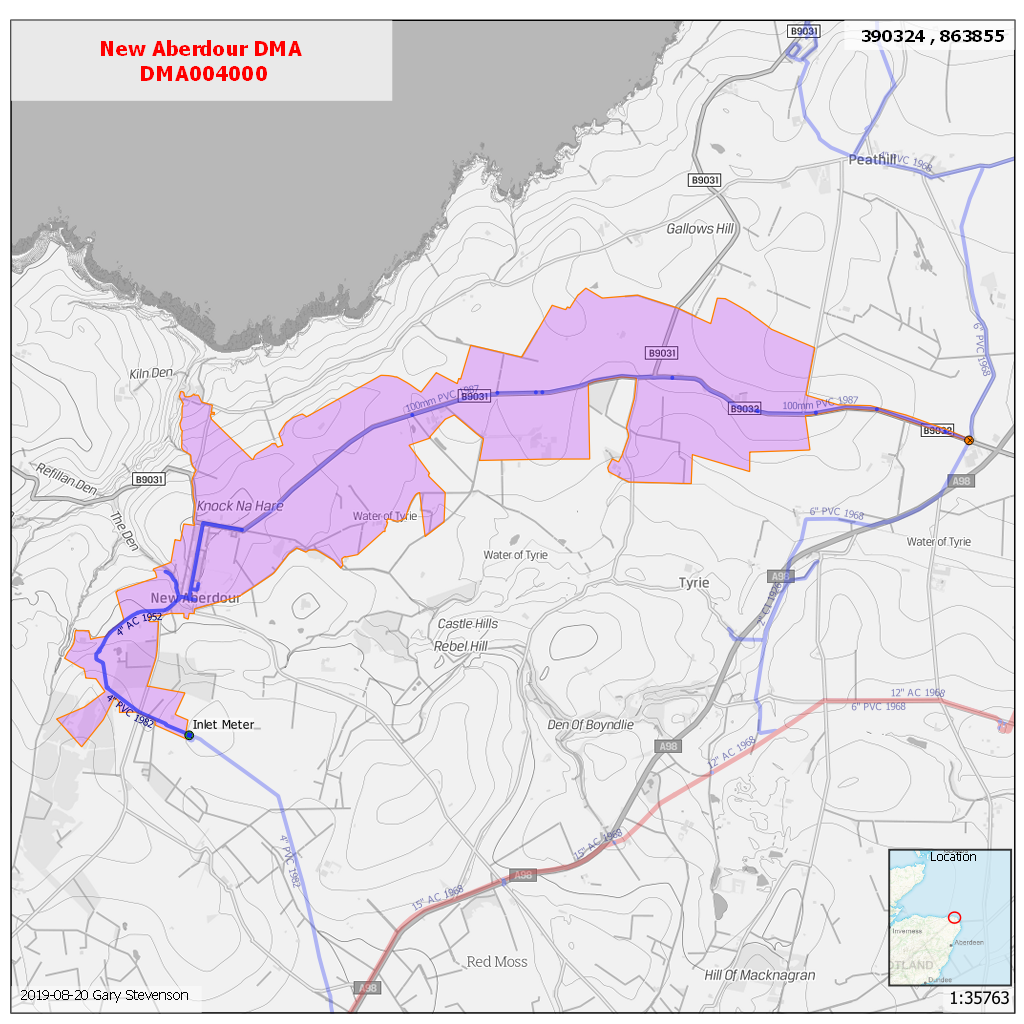 New Aberdour DMA
DMA004000
390324 , 863855
B9031
Peathill
4" PVC 1968
B9031
Gallows Hill
6" PVC 1968
B9031
Kiln Den
100mm PVC 1987
B9031
B9032
100mm PVC 1987
B9032
Refillan Den
B9031
A98
Knock Na Hare
Water of Tyrie
The Den
6" PVC 1968
Water of Tyrie
Water of Tyrie
A98
Tyrie
New Aberdour
2" CI 1926
4" AC 1952
Castle Hills
Rebel Hill
12" AC 1968
6" PVC 1968
4" PVC 1982
Inlet Meter
Den Of Boyndlie
A98
12" AC 1968
15" AC 1968
4" PVC 1982
A98
15" AC 1968
Location
Inverness
Aberdeen
OTLAND
Dundee
Red Moss
Hill Of Macknagran
A98
2019-08-20 Gary Stevenson
1:35763